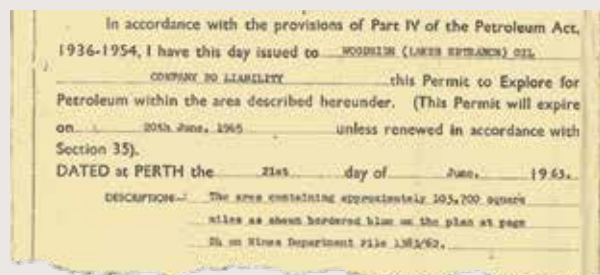 In accordance with the provisions of Part IV of the Petroleum Act,
1936-1954, I have this day issued to WOODSIDE (LAKES ENTRANCE) OIL
COMPANY NO LIABILITY this Permit to Explore for
Petroleum within the area described hereunder. (This Permit will expire
on 20th June, 1965 unless renewed in accordance with
Section 35).
DATED at PERTH the 21st day of June, 1963.
DESCRIPTION:- The area containing approximately square
miles as shown bordered blue on the plan at page
on Mines Department File